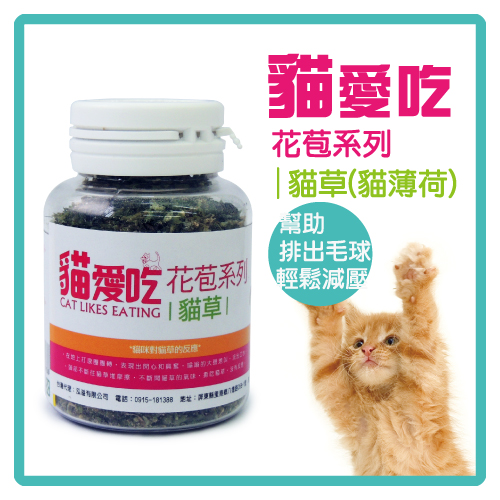 貓愛吃
花苞系列
貓草(貓薄荷)
幫助
排出毛球
輕鬆減壓
貓愛吃
CAT LIKES EATING
花苞系列
貓草
"貓咪對貓草的反應"
電話：0915-181388